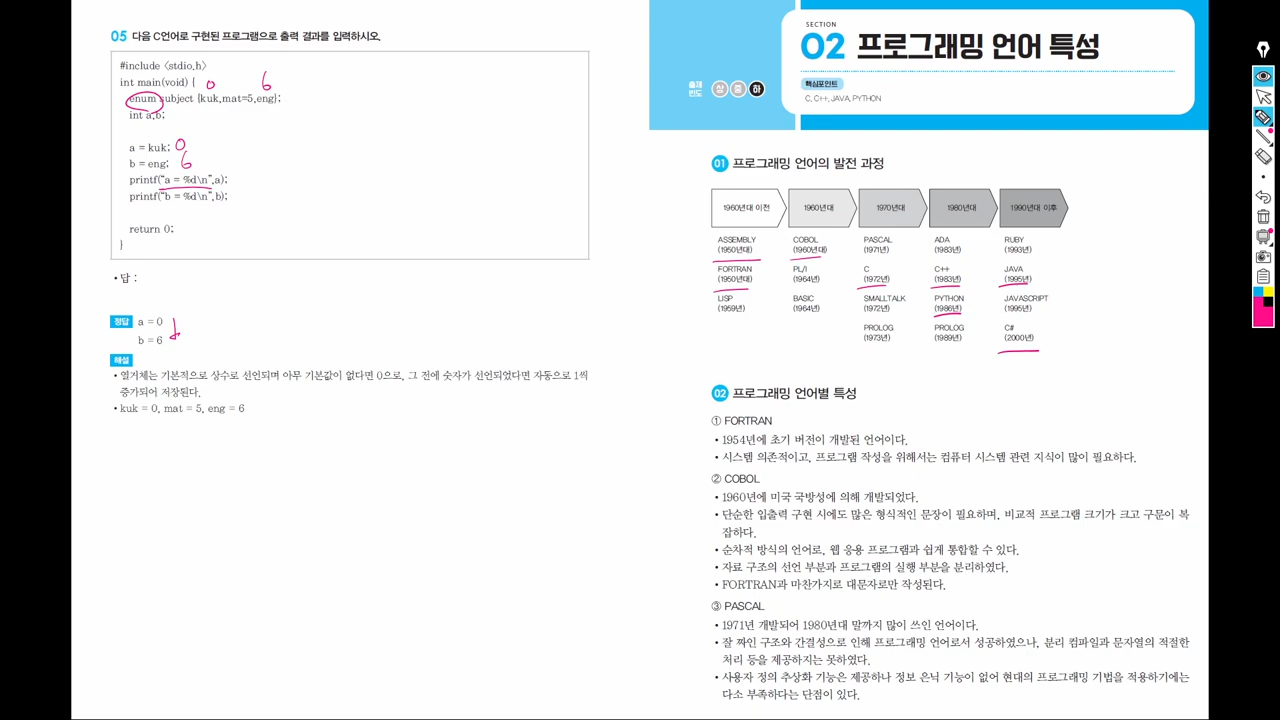 05 다음 C언어로 구현된 프로그램으로 출력 결과를 입력하시오.
#include <stdio.h>
int main(void) {
0 6
enum subject {kuk,mat=5,eng};
int a,b;
a = kuk; 0
b = eng; 6
printf("a = %d\n",a);
printf("b = %d\n",b);
return 0;
}
• 답 :
정답 a = 0
b = 6
해설
• 열거체는 기본적으로 상수로 선언되며 아무 기본값이 없다면 0으로, 그 전에 숫자가 선언되었다면 자동으로 1씩
증가되어 저장된다.
• kuk = 0, mat = 5, eng = 6
SECTION
02 프로그래밍 언어 특성
출제
빈도 상 중 하
핵심포인트
C, C++, JAVA, PYTHON
01 프로그래밍 언어의 발전 과정
1960년대 이전 1960년대 1970년대 1980년대 1990년대 이후
ASSEMBLY COBOL PASCAL ADA RUBY
(1950년대) (1960년대) (1971년) (1983년) (1993년)
FORTRAN PL/I C C++ JAVA
(1950년대) (1964년) (1972년) (1983년) (1995년)
LISP BASIC SMALLTALK PYTHON JAVASCRIPT
(1959년) (1964년) (1972년) (1986년) (1995년)
PROLOG PROLOG C#
(1973년) (1989년) (2000년)
02 프로그래밍 언어별 특성
① FORTRAN
• 1954년에 초기 버전이 개발된 언어이다.
• 시스템 의존적이고, 프로그램 작성을 위해서는 컴퓨터 시스템 관련 지식이 많이 필요하다.
② COBOL
• 1960년에 미국 국방성에 의해 개발되었다.
• 단순한 입출력 구현 시에도 많은 형식적인 문장이 필요하며, 비교적 프로그램 크기가 크고 구문이 복
잡하다.
• 순차적 방식의 언어로, 웹 응용 프로그램과 쉽게 통합할 수 있다.
• 자료 구조의 선언 부분과 프로그램의 실행 부분을 분리하였다.
• FORTRAN과 마찬가지로 대문자로만 작성된다.
③ PASCAL
• 1971년 개발되어 1980년대 말까지 많이 쓰인 언어이다.
• 잘 짜인 구조와 간결성으로 인해 프로그래밍 언어로서 성공하였으나, 분리 컴파일과 문자열의 적절한
처리 등을 제공하지는 못하였다.
• 사용자 정의 추상화 기능은 제공하나 정보 은닉 기능이 없어 현대의 프로그래밍 기법을 적용하기에는
다소 부족하다는 단점이 있다.